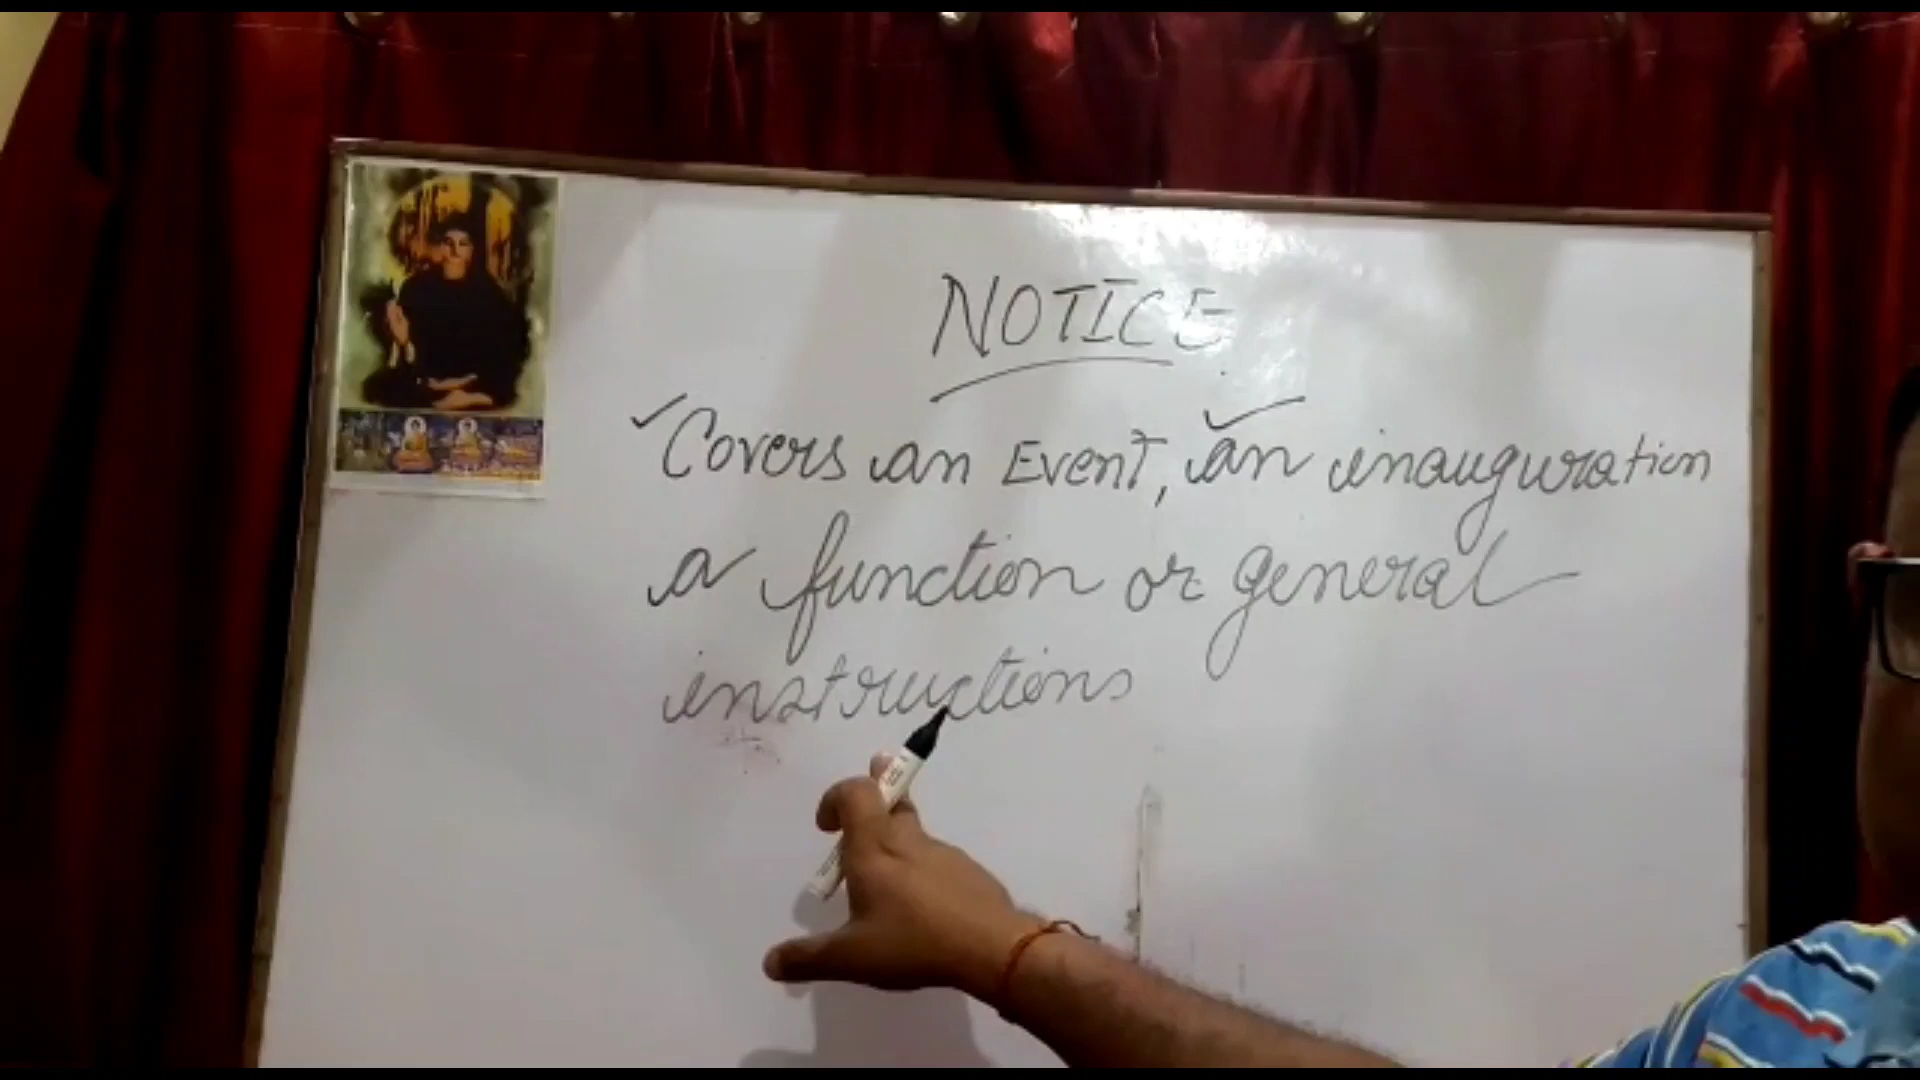 NOTICE
Covers an Event, an inauguration
a function or general
instructions